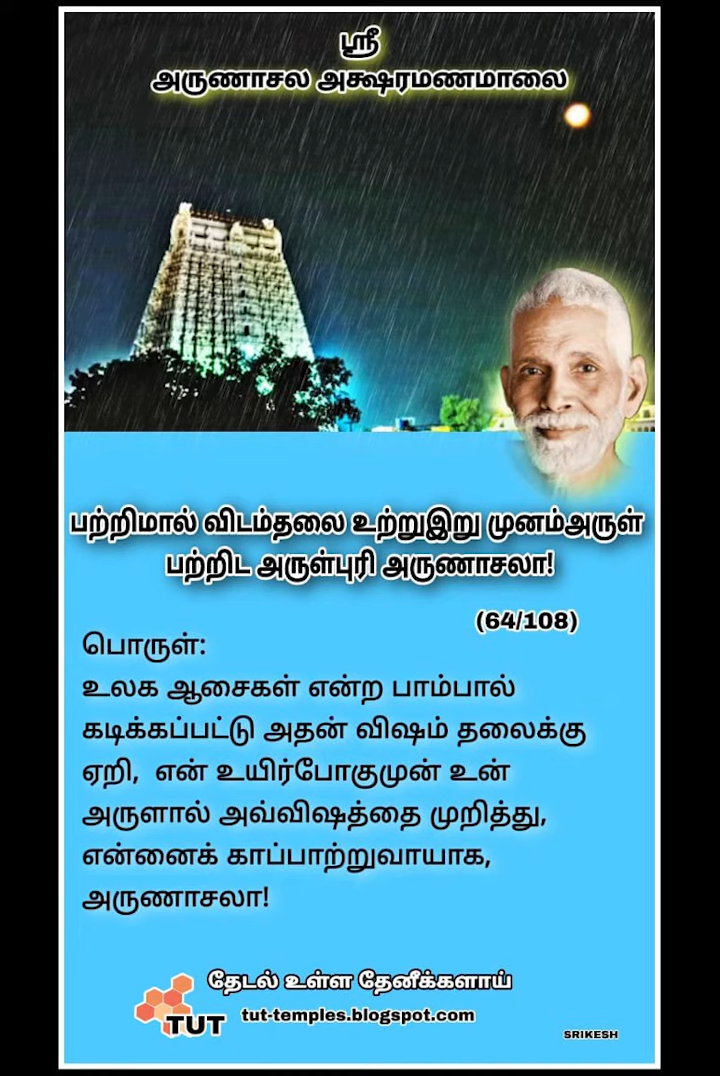 ஸ்ரீ
அருணாசல அக்ஷரமணமாலை
பற்றிமால் விடம்தலை உற்றுஇறு முனம்அருள்
பற்றிட அருள்புரி அருணாசலா!
(64/108)
பொருள்:
உலக ஆசைகள் என்ற பாம்பால்
கடிக்கப்பட்டு அதன் விஷம் தலைக்கு
ஏறி, என் உயிர்போகுமுன் உன்
அருளால் அவ்விஷத்தை முறித்து,
என்னைக் காப்பாற்றுவாயாக,
அருணாசலா!
தேடல் உள்ள தேனீக்களாய்
TUT tut-temples.blogspot.com
SRIKESH